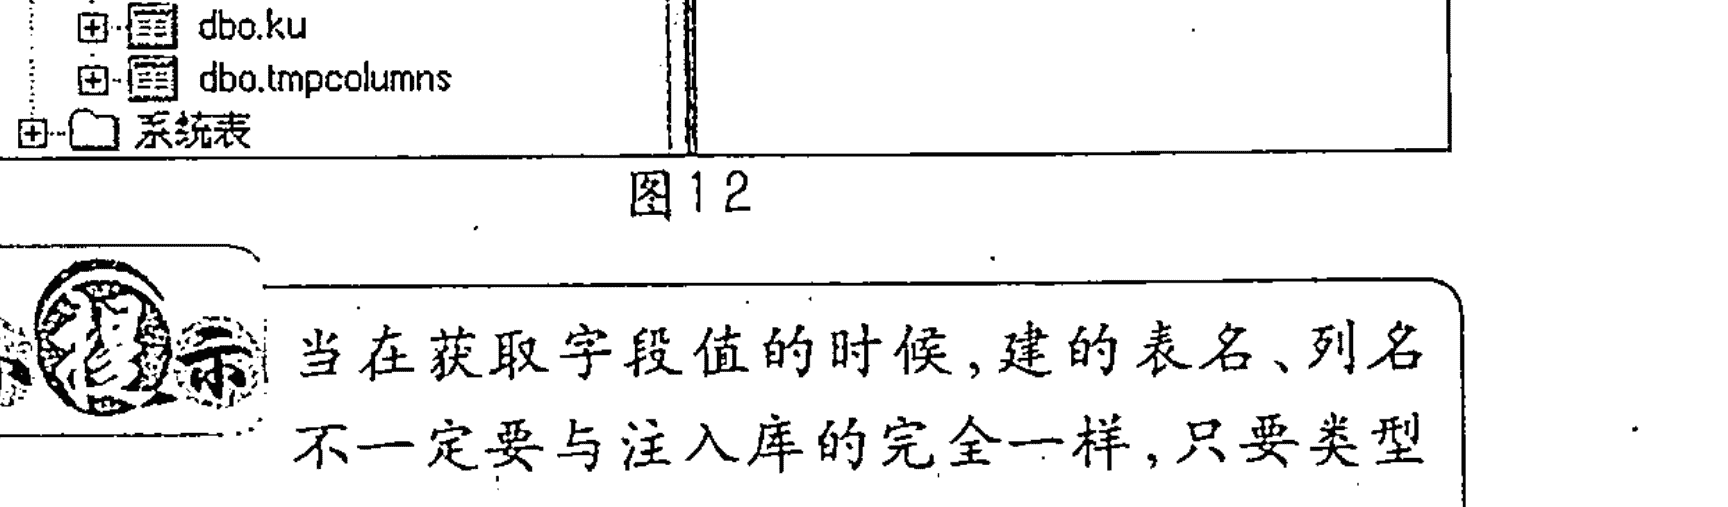 dbo.ku
dbo.tmpcolumns
系统表
图12
示
当在获取字段值的时候,建的表名、列名
不一定要与注入库的完全一样,只要类型